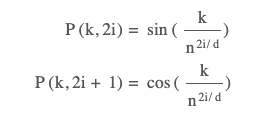 P (k, 2i) = sin ( k / n^{2i/ d} )
P (k, 2i + 1) = cos ( k / n^{2i/ d} )